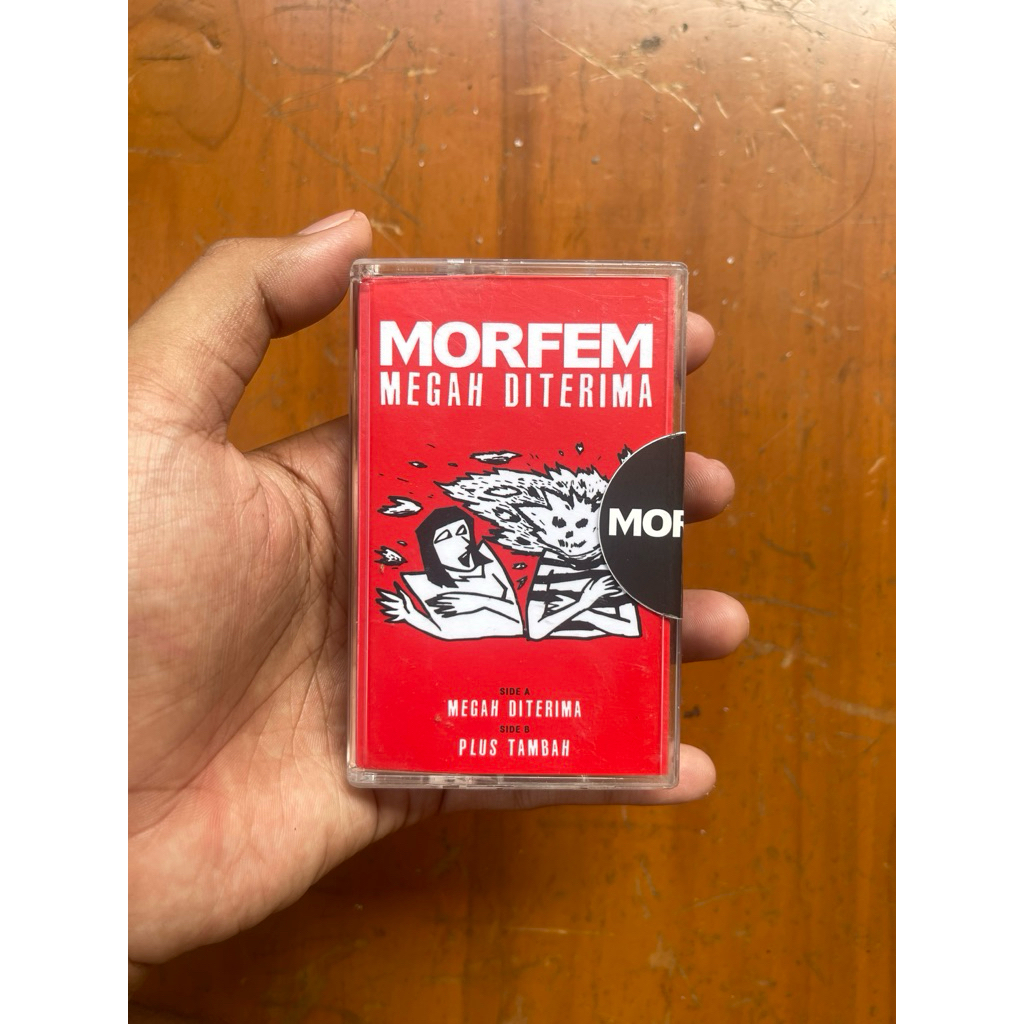 MORFEM
MEGAH DITERIMA
MOR
SIDE A
MEGAH DITERIMA
SIDE B
PLUS TAMBAH